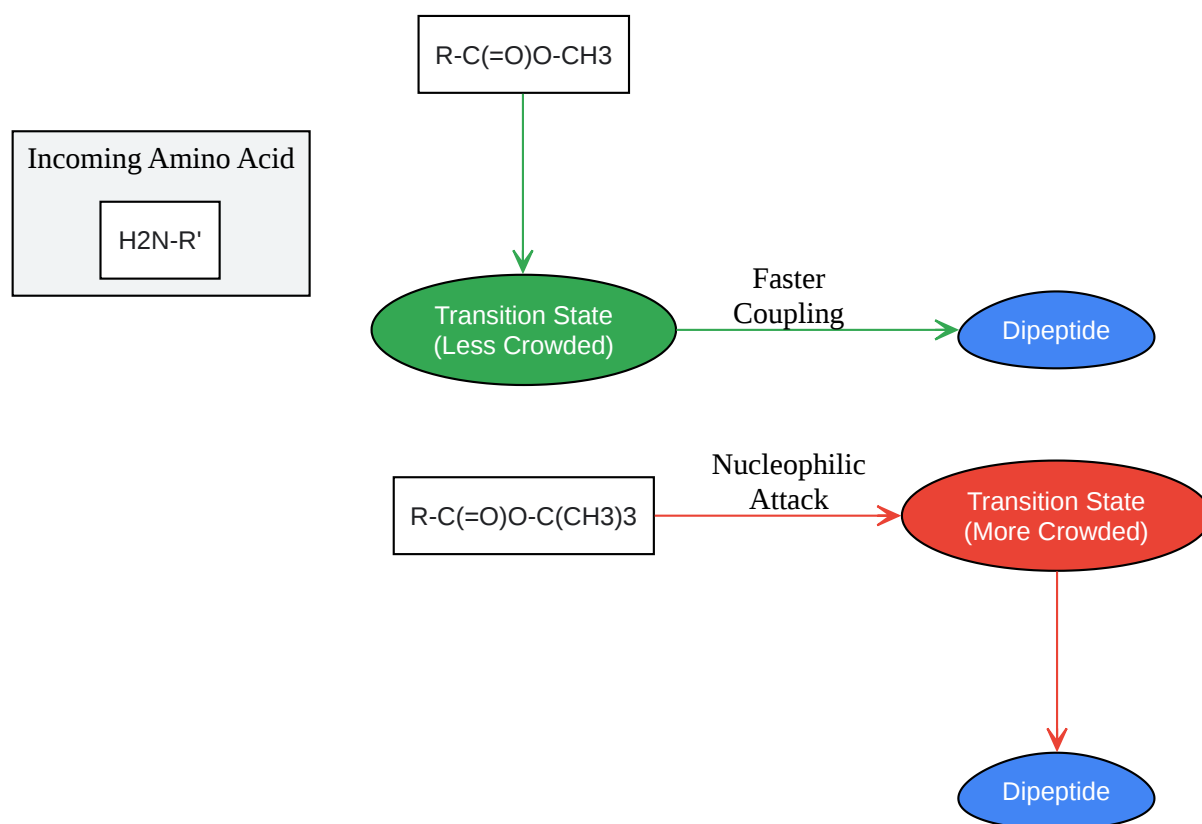 R-C(=O)O-CH3
Incoming Amino Acid
H2N-R'
Transition State
(Less Crowded)
Faster
Coupling
Dipeptide
R-C(=O)O-C(CH3)3
Nucleophilic
Attack
Transition State
(More Crowded)
Dipeptide